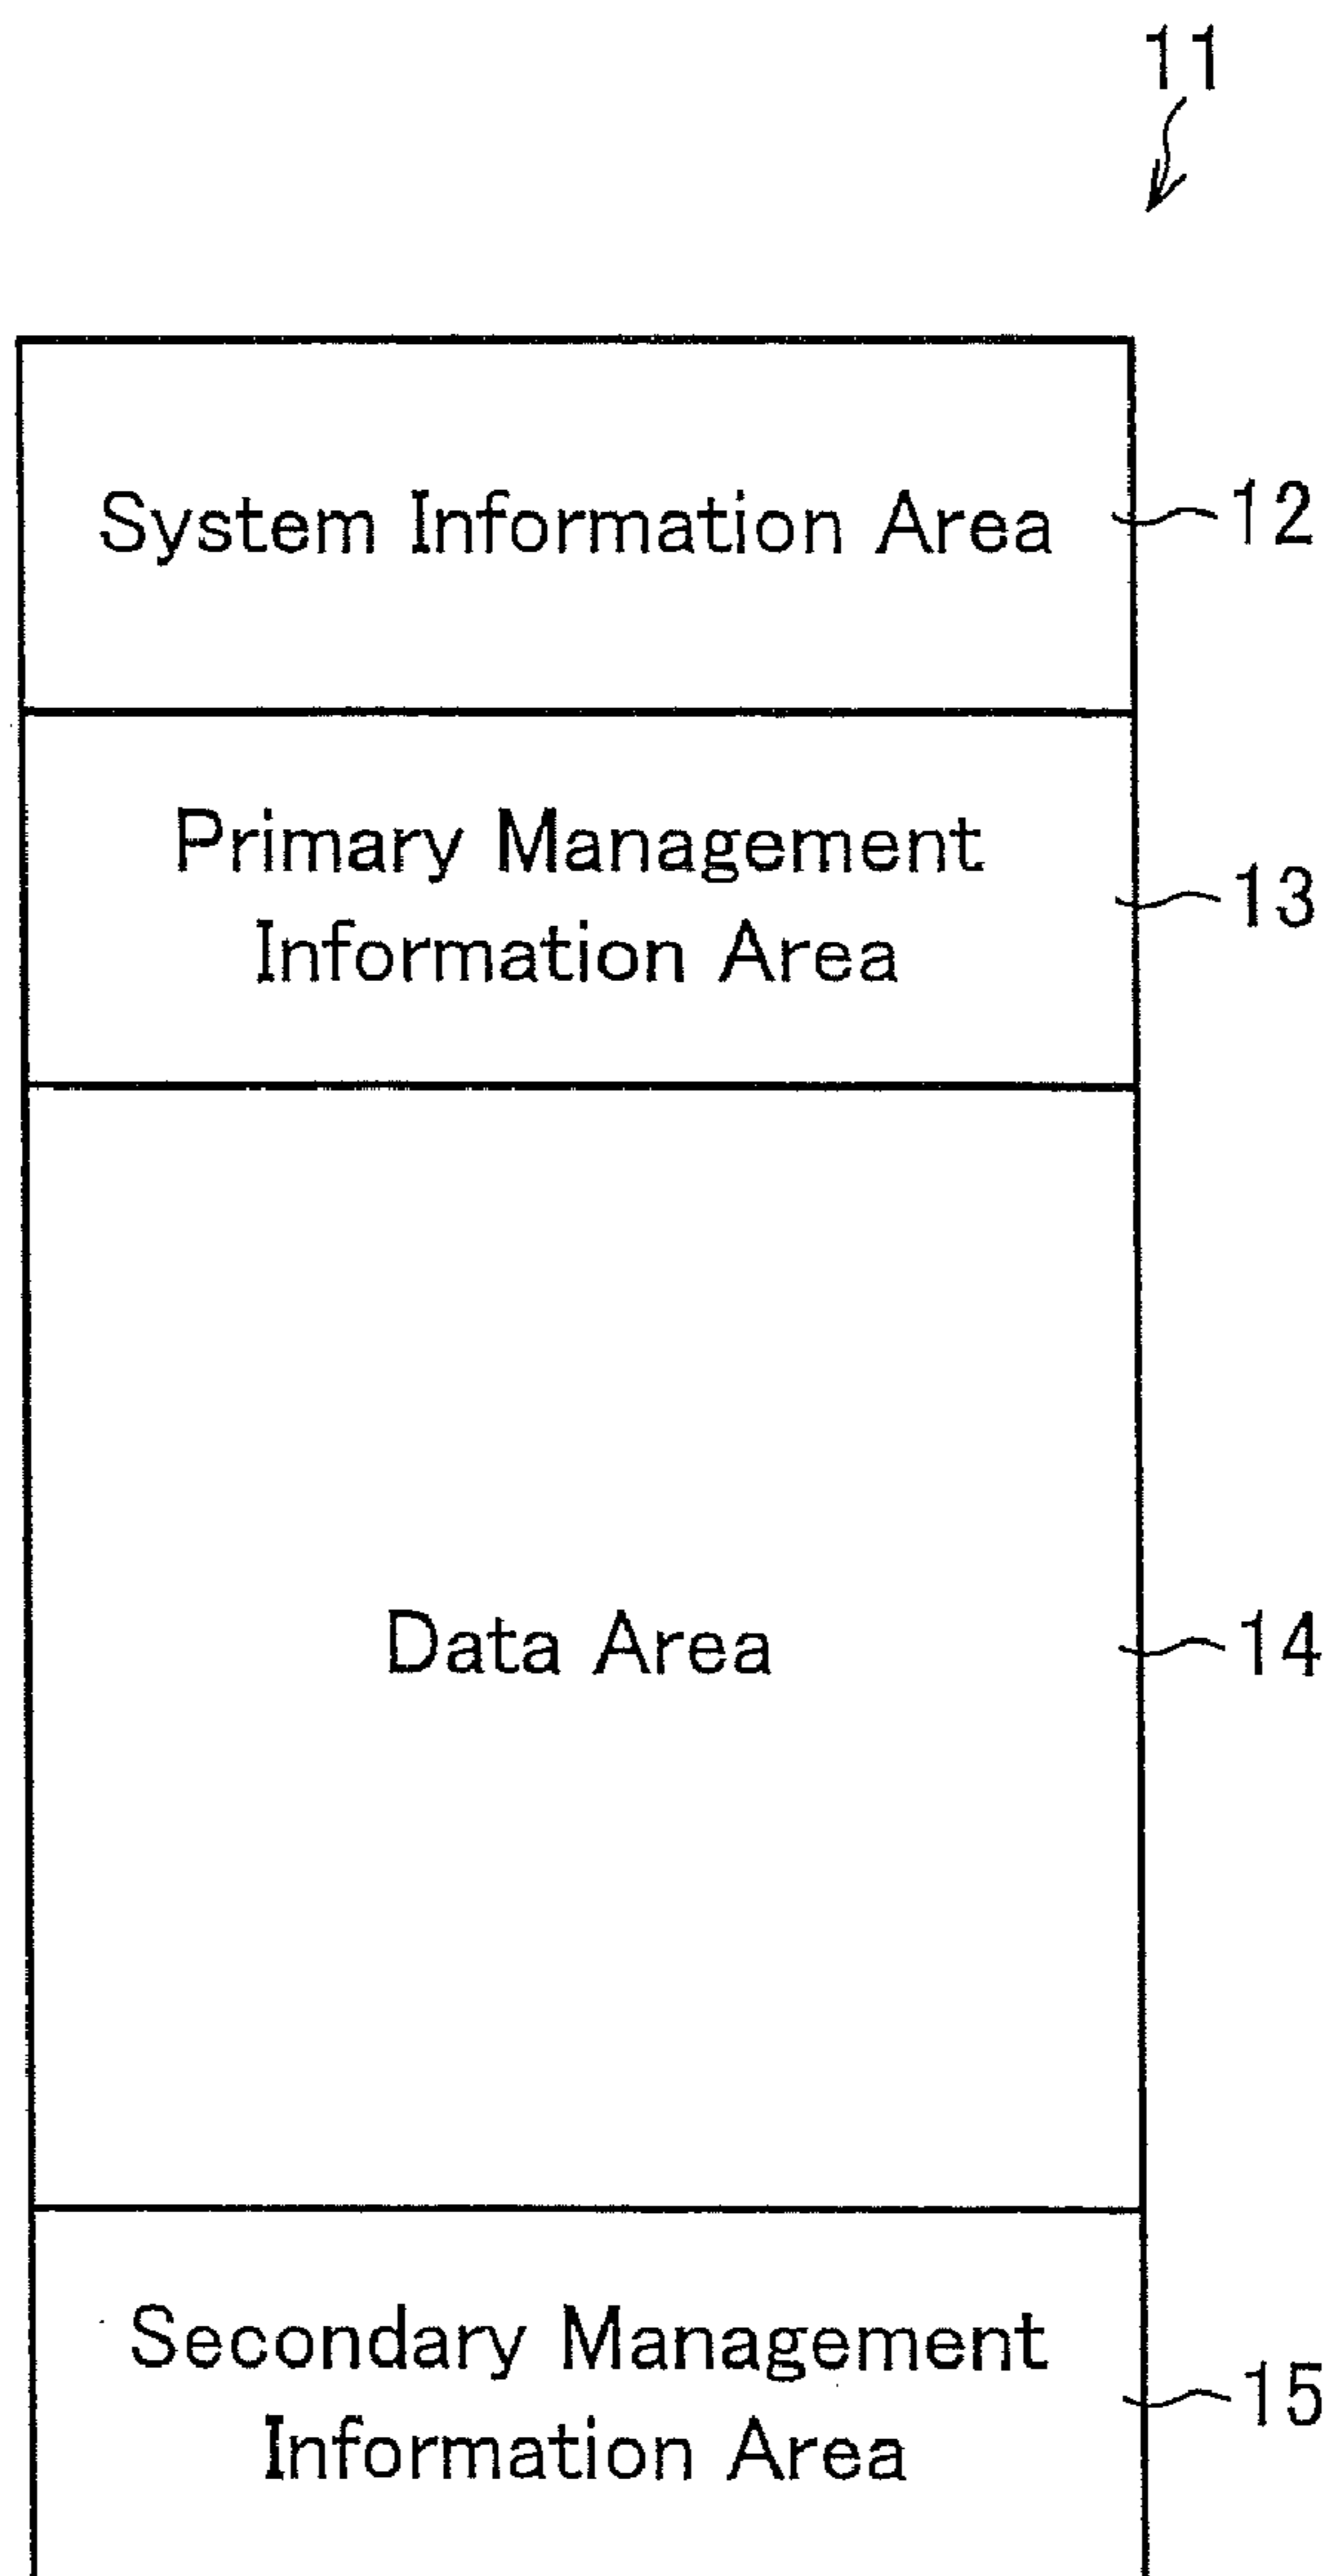 11
System Information Area 12
Primary Management
Information Area
13
Data Area 14
Secondary Management
Information Area
15